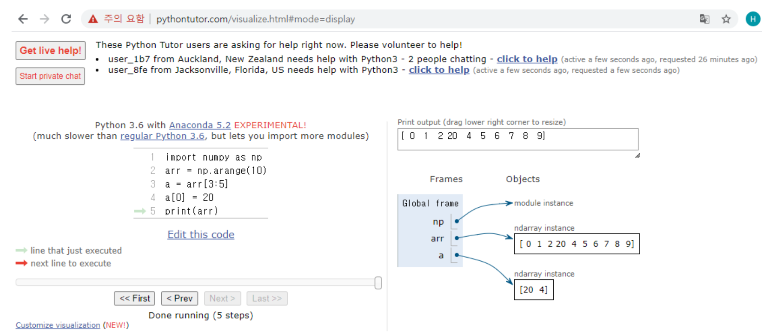 주의 요함 | pythontutor.com/visualize.html#mode=display
H
Get live help!
Start private chat
These Python Tutor users are asking for help right now. Please volunteer to help!
• user_1b7 from Auckland, New Zealand needs help with Python3 - 2 people chatting - click to help (active a few seconds ago, requested 26 minutes ago)
• user_8fe from Jacksonville, Florida, US needs help with Python3 - click to help (active a few seconds ago, requested a few seconds ago)
Python 3.6 with Anaconda 5.2 EXPERIMENTAL!
(much slower than regular Python 3.6, but lets you import more modules)
1 import numpy as np
2 arr = np.arange(10)
3 a = arr[3:5]
4 a[0] = 20
5 print(arr)
Edit this code
line that just executed
next line to execute
<< First
< Prev
Next >
Last >>
Done running (5 steps)
Customize visualization (NEW!)
Print output (drag lower right corner to resize)
[ 0 1 2 20 4 5 6 7 8 9]
Frames
Objects
Global frame
np
arr
a
module instance
ndarray instance
[ 0 1 2 20 4 5 6 7 8 9]
ndarray instance
[20 4]